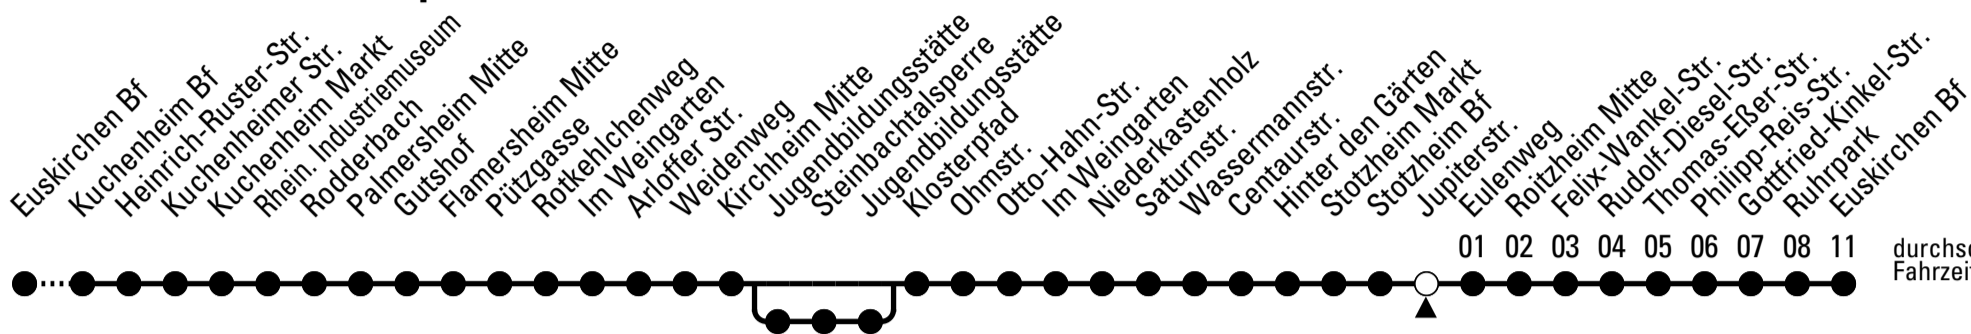 Euskirchen Bf
Kuchenheim Bf
Heinrich-Ruster-Str.
Kuchenheimer Str.
Kuchenheim Markt
Rhein. Industriemuseum
Rodderbach
Palmersheim Mitte
Gutshof
Flamersheim Mitte
Pützgasse
Rotkehlchenweg
Im Weingarten
Arloffer Str.
Weidenweg
Kirchheim Mitte
Jugendbildungsstätte
Steinbachtalsperre
Jugendbildungsstätte
Klosterpfad
Ohmstr.
Otto-Hahn-Str.
Im Weingarten
Niederkastenholz
Saturnstr.
Wassermannstr.
Centaurstr.
Hinter den Gärten
Stotzheim Markt
Stotzheim Bf
Jupiterstr.
Eulenweg
Roitzheim Mitte
Felix-Wankel-Str.
Rudolf-Diesel-Str.
Thomas-Eßer-Str.
Philipp-Reis-Str.
Gottfried-Kinkel-Str.
Ruhrpark
Euskirchen Bf
01 02 03 04 05 06 07 08 11